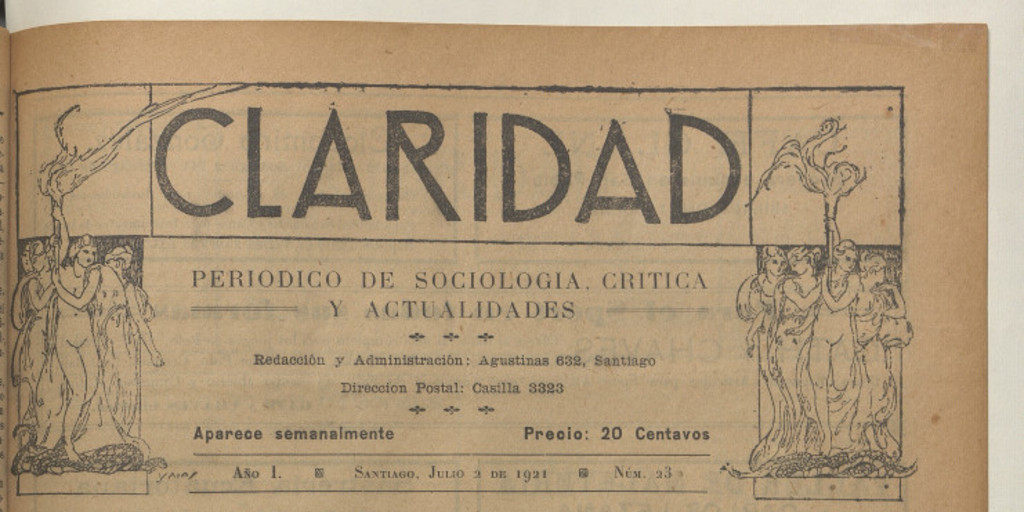 CLARIDAD
PERIODICO DE SOCIOLOGIA, CRITICA
Y ACTUALIDADES
Redacción y Administración: Agustinas 632, Santiago
Direccion Postal: Casilla 3323
Aparece semanalmente Precio: 20 Centavos
Año I. Santiago, Julio 2 de 1921 Núm. 23